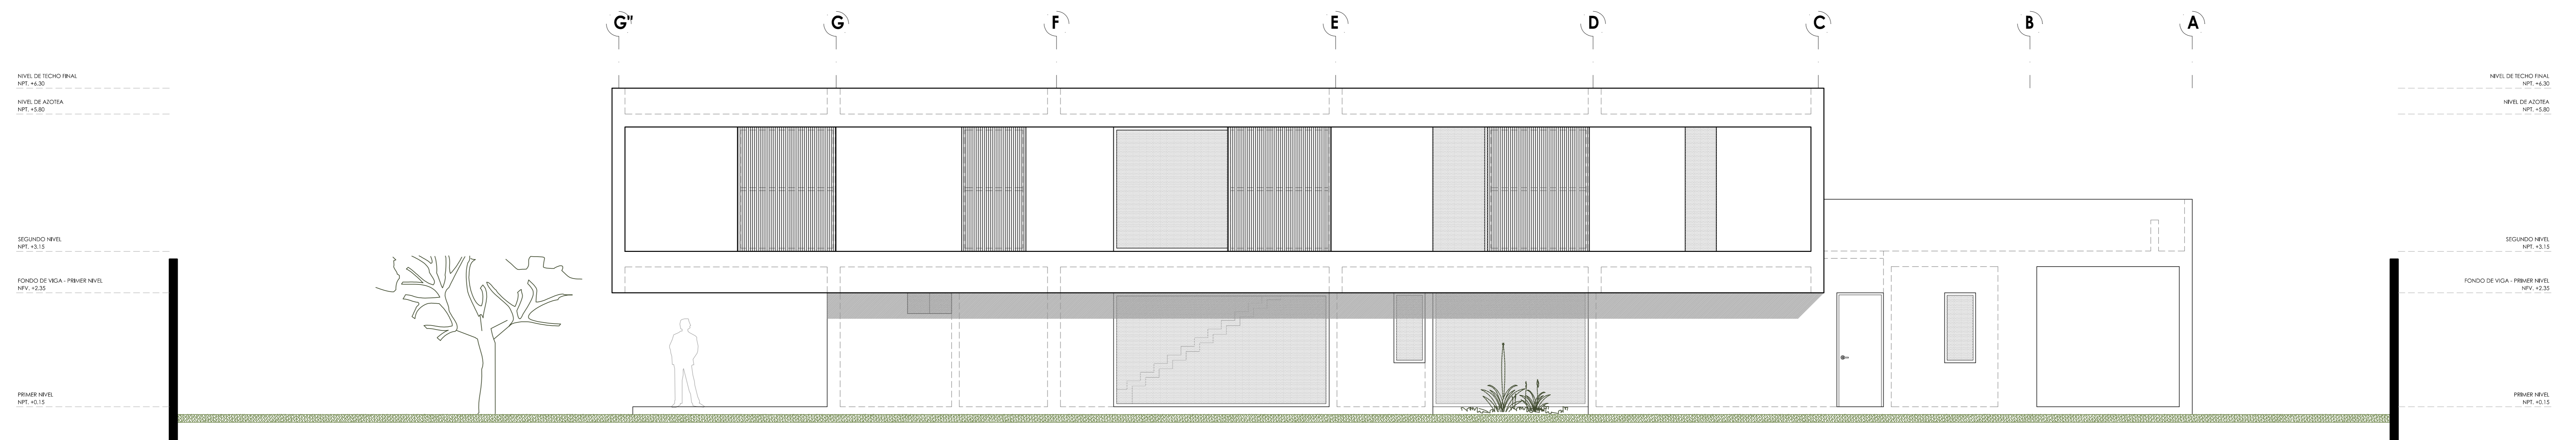 G" G F E D C B A
NIVEL DE TECHO FINAL
NPT. +6.30
NIVEL DE AZOTEA
NPT. +5.80
SEGUNDO NIVEL
NPT. +3.15
FONDO DE VIGA - PRIMER NIVEL
NFV. +2.35
PRIMER NIVEL
NPT. +0.15
NIVEL DE TECHO FINAL
NPT. +6.30
NIVEL DE AZOTEA
NPT. +5.80
SEGUNDO NIVEL
NPT. +3.15
FONDO DE VIGA - PRIMER NIVEL
NFV. +2.35
PRIMER NIVEL
NPT. +0.15